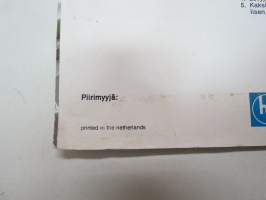 5. Kaksi
Piirimyyjä:
printed in the netherlands